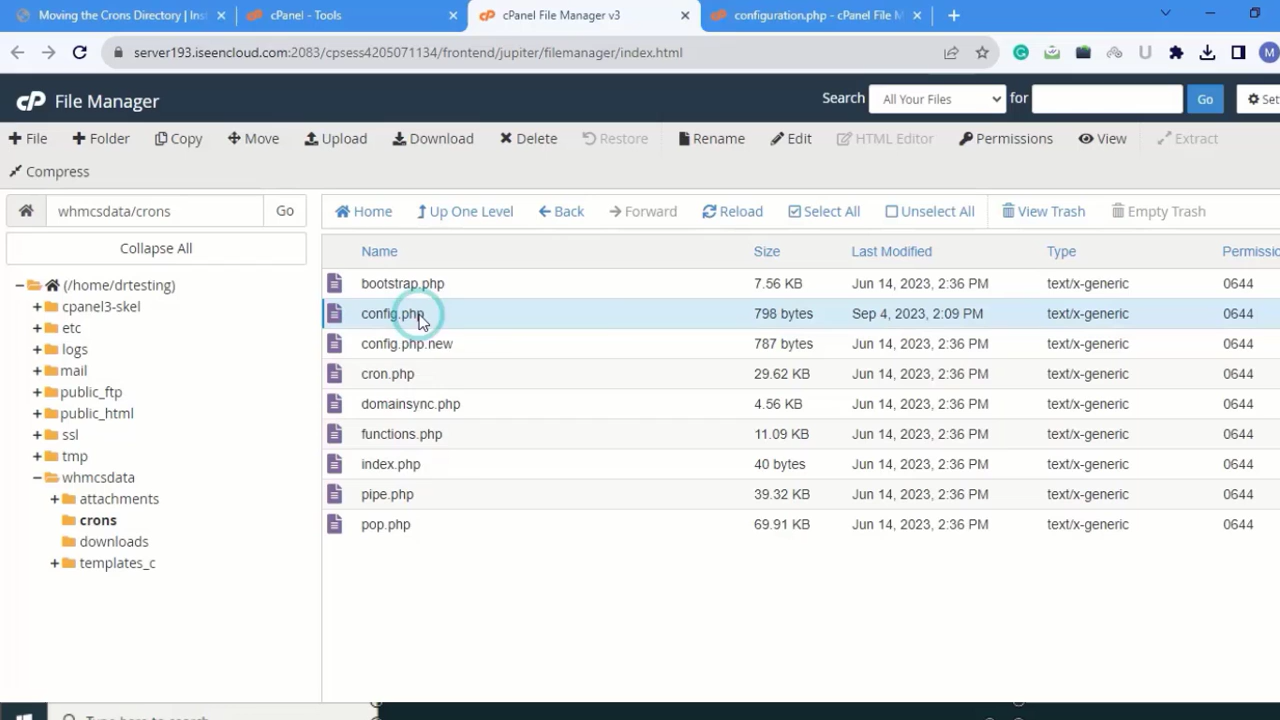 Moving the Crons Directory | Ins
cPanel - Tools
cPanel File Manager v3
configuration.php - cPanel File M
server193.iseencloud.com:2083/cpsess4205071134/frontend/jupiter/filemanager/index.html
M
cP File Manager
Search All Your Files for Go Set
File Folder Copy Move Upload Download Delete Restore Rename Edit HTML Editor Permissions View Extract
Compress
whmcsdata/crons Go
Home Up One Level Back Forward Reload Select All Unselect All View Trash Empty Trash
Collapse All
Name Size Last Modified Type Permissio
(/home/drtesting)
cpanel3-skel
etc
logs
mail
public_ftp
public_html
ssl
tmp
whmcsdata
attachments
crons
downloads
templates_c
bootstrap.php 7.56 KB Jun 14, 2023, 2:36 PM text/x-generic 0644
config.php 798 bytes Sep 4, 2023, 2:09 PM text/x-generic 0644
config.php.new 787 bytes Jun 14, 2023, 2:36 PM text/x-generic 0644
cron.php 29.62 KB Jun 14, 2023, 2:36 PM text/x-generic 0644
domainsync.php 4.56 KB Jun 14, 2023, 2:36 PM text/x-generic 0644
functions.php 11.09 KB Jun 14, 2023, 2:36 PM text/x-generic 0644
index.php 40 bytes Jun 14, 2023, 2:36 PM text/x-generic 0644
pipe.php 39.32 KB Jun 14, 2023, 2:36 PM text/x-generic 0644
pop.php 69.91 KB Jun 14, 2023, 2:36 PM text/x-generic 0644
Type here to search